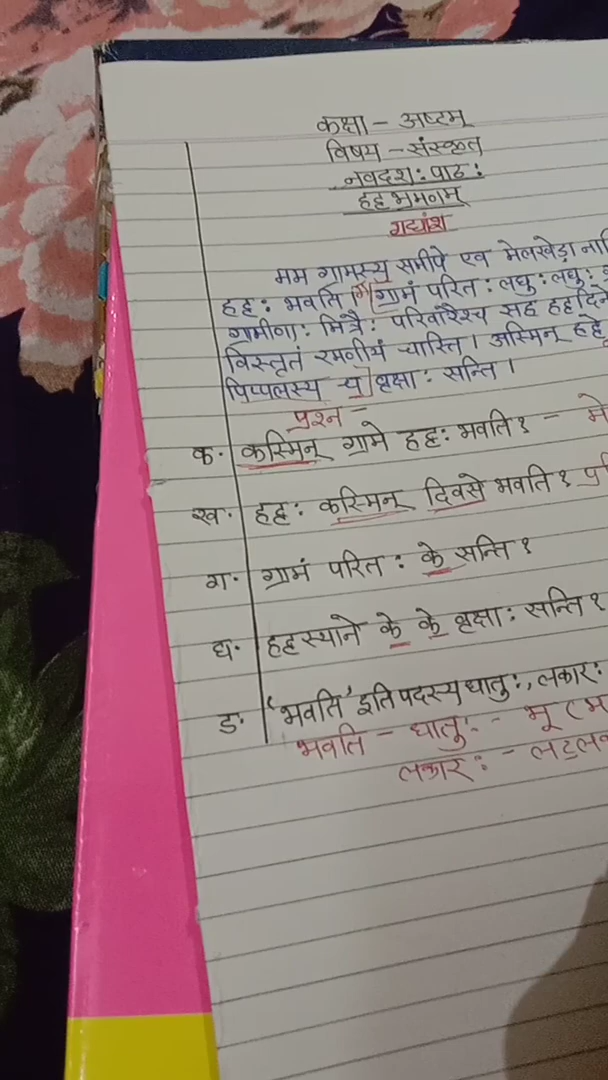 कक्षा - अष्टम्
विषय - संस्कृत
नवदशः पाठः
हट्टभ्रमणम्
गद्यांश
मम ग्रामस्य समीपे एव मेलखेड़ा
हट्टः भवति ग्रामं परितः लघुः लघुः
ग्रामीणाः मित्रैः परिवारैश्च सह हट्टदिने
विस्तृतं रमणीयं चास्ति। अस्मिन् हट्टे
पिप्पलस्य च वृक्षाः सन्ति।
प्रश्न -
क. कस्मिन् ग्रामे हट्टः भवति? - मे
ख. हट्टः कस्मिन् दिवसे भवति?
ग. ग्रामं परितः के सन्ति?
घ. हट्टस्थाने के के वृक्षाः सन्ति?
ङ. 'भवति' इति पदस्य धातुः, लकारः
भवति - धातुः - भू
लकारः -